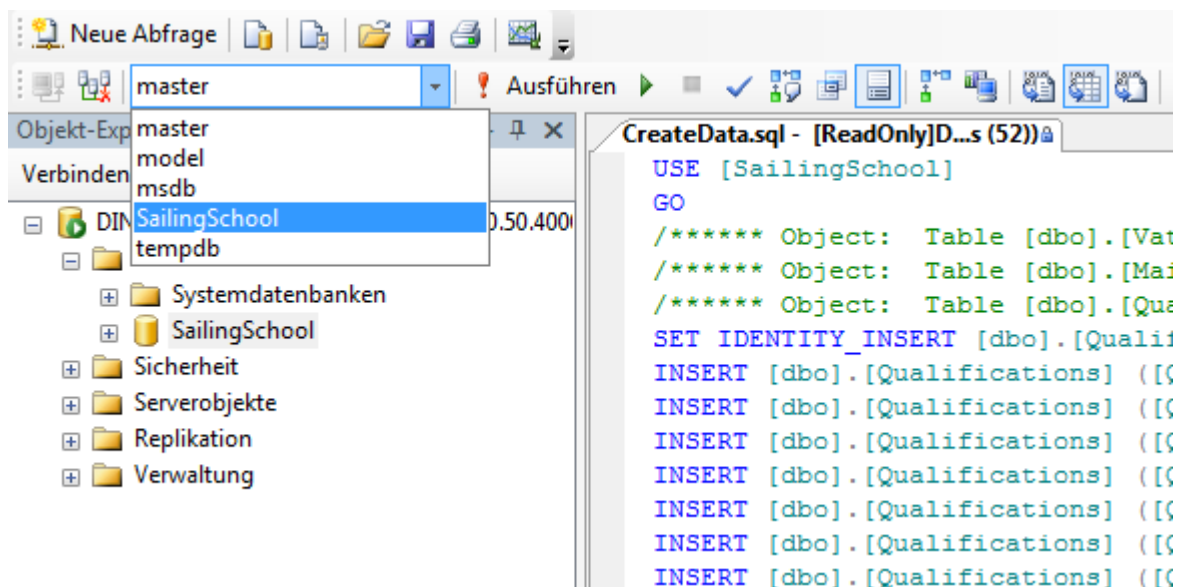 Neue Abfrage
master
Ausführen
Objekt-Exp
master
model
msdb
SailingSchool
tempdb
Verbinden
DIN
0.50.400
Systemdatenbanken
SailingSchool
Sicherheit
Serverobjekte
Replikation
Verwaltung
CreateData.sql - [ReadOnly]D...s (52))
USE [SailingSchool]
GO
/****** Object:  Table [dbo].[Vat
/****** Object:  Table [dbo].[Mai
/****** Object:  Table [dbo].[Qua
SET IDENTITY_INSERT [dbo].[Qualif
INSERT [dbo].[Qualifications] ([Q
INSERT [dbo].[Qualifications] ([Q
INSERT [dbo].[Qualifications] ([Q
INSERT [dbo].[Qualifications] ([Q
INSERT [dbo].[Qualifications] ([Q
INSERT [dbo].[Qualifications] ([Q
INSERT [dbo].[Qualifications] ([Q